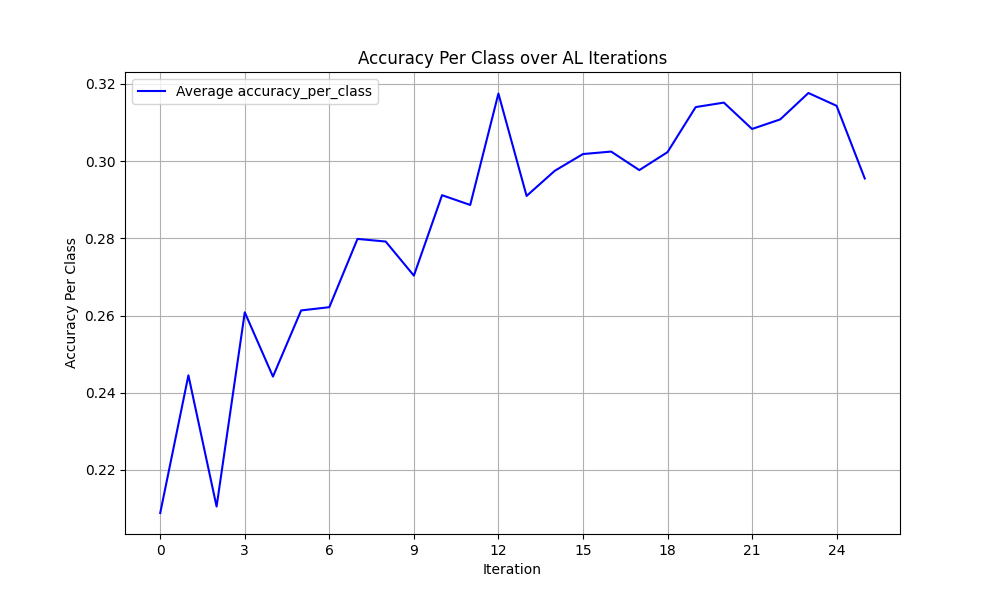 Accuracy Per Class over AL Iterations
Average accuracy_per_class
Accuracy Per Class
0.32
0.30
0.28
0.26
0.24
0.22
0 3 6 9 12 15 18 21 24
Iteration